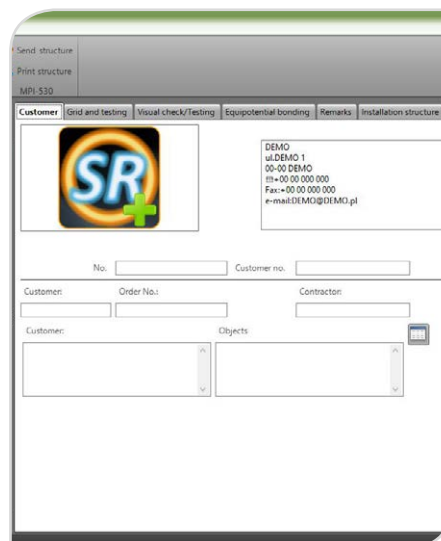 Send structure
Print structure
MPI-530
Customer Grid and testing Visual check/Testing Equipotential bonding Remarks Installation structure
SR
DEMO
ul.DEMO 1
00-00 DEMO
☎+00 00 000 000
Fax:+00 00 000 000
e-mail:DEMO@DEMO.pl
No. Customer no.
Customer: Order No.: Contractor:
Customer: Objects